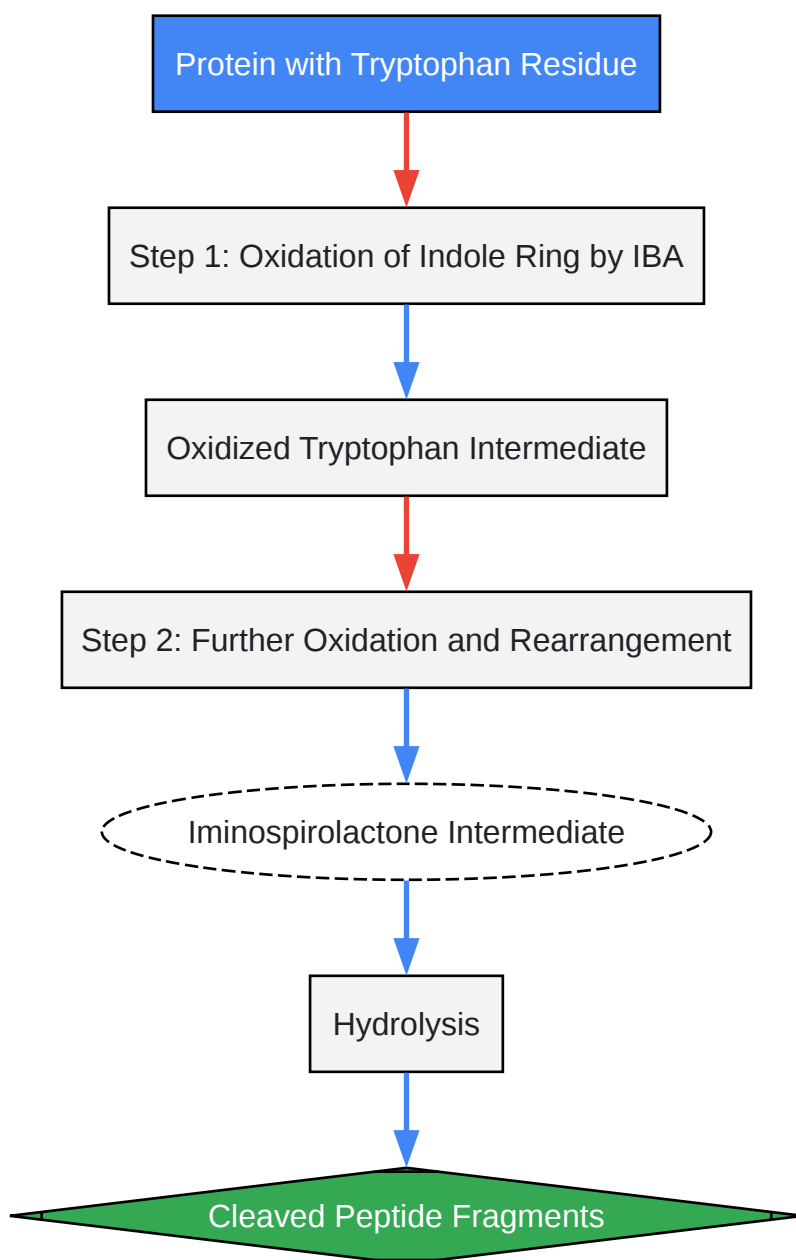 Protein with Tryptophan Residue
Step 1: Oxidation of Indole Ring by IBA
Oxidized Tryptophan Intermediate
Step 2: Further Oxidation and Rearrangement
Iminospirolactone Intermediate
Hydrolysis
Cleaved Peptide Fragments